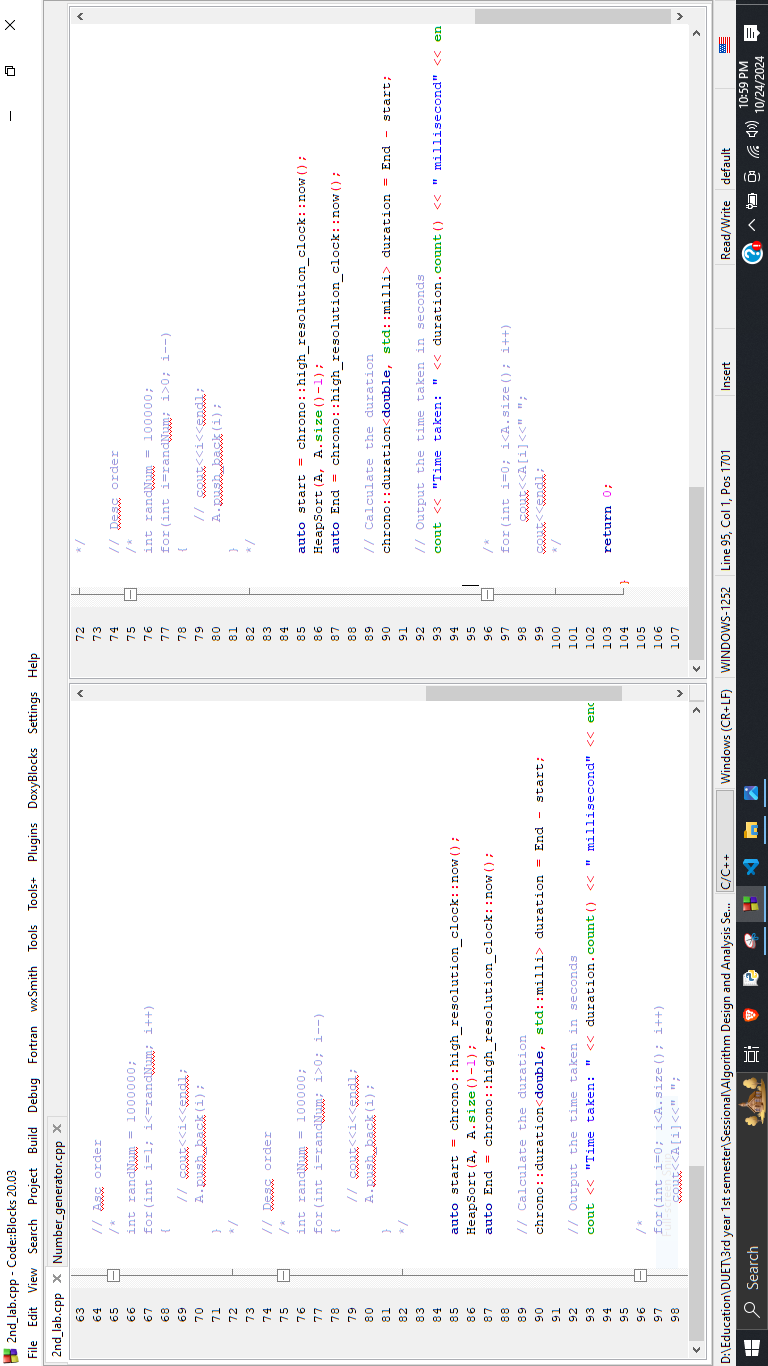 2nd_lab.cpp - Code::Blocks 20.03
File Edit View Search Project Build Debug Fortran wxSmith Tools Tools+ Plugins DoxyBlocks Settings Help
2nd_lab.cpp Number_generator.cpp
63
64 // Asc order
65 /*
66 int randNum = 1000000;
67 for(int i=1; i<=randNum; i++)
68 {
69 // cout<<i<<endl;
70 A.push_back(i);
71 }
72 */
73
74 // Desc order
75 /*
76 int randNum = 100000;
77 for(int i=randNum; i>0; i--)
78 {
79 // cout<<i<<endl;
80 A.push_back(i);
81 }
82 */
83
84
85 auto start = chrono::high_resolution_clock::now();
86 HeapSort(A, A.size()-1);
87 auto End = chrono::high_resolution_clock::now();
88
89 // Calculate the duration
90 chrono::duration<double, std::milli> duration = End - start;
91
92 // Output the time taken in seconds
93 cout << "Time taken: " << duration.count() << " millisecond" << end
94
95
96 /*
97 for(int i=0; i<A.size(); i++)
98 cout<<A[i]<<" ";
72 */
73
74 // Desc order
75 /*
76 int randNum = 100000;
77 for(int i=randNum; i>0; i--)
78 {
79 // cout<<i<<endl;
80 A.push_back(i);
81 }
82 */
83
84
85 auto start = chrono::high_resolution_clock::now();
86 HeapSort(A, A.size()-1);
87 auto End = chrono::high_resolution_clock::now();
88
89 // Calculate the duration
90 chrono::duration<double, std::milli> duration = End - start;
91
92 // Output the time taken in seconds
93 cout << "Time taken: " << duration.count() << " millisecond" << en
94
95
96 /*
97 for(int i=0; i<A.size(); i++)
98 cout<<A[i]<<" ";
99 cout<<endl;
100 */
101
102
103 return 0;
104 }
105
106
107
D:\Education\DUET\3rd year 1st semester\Sessional\Algorithm Design and Analysis Se... C/C++ Windows (CR+LF) WINDOWS-1252 Line 95, Col 1, Pos 1701 Insert Read/Write default
Search 10:59 PM
10/24/2024